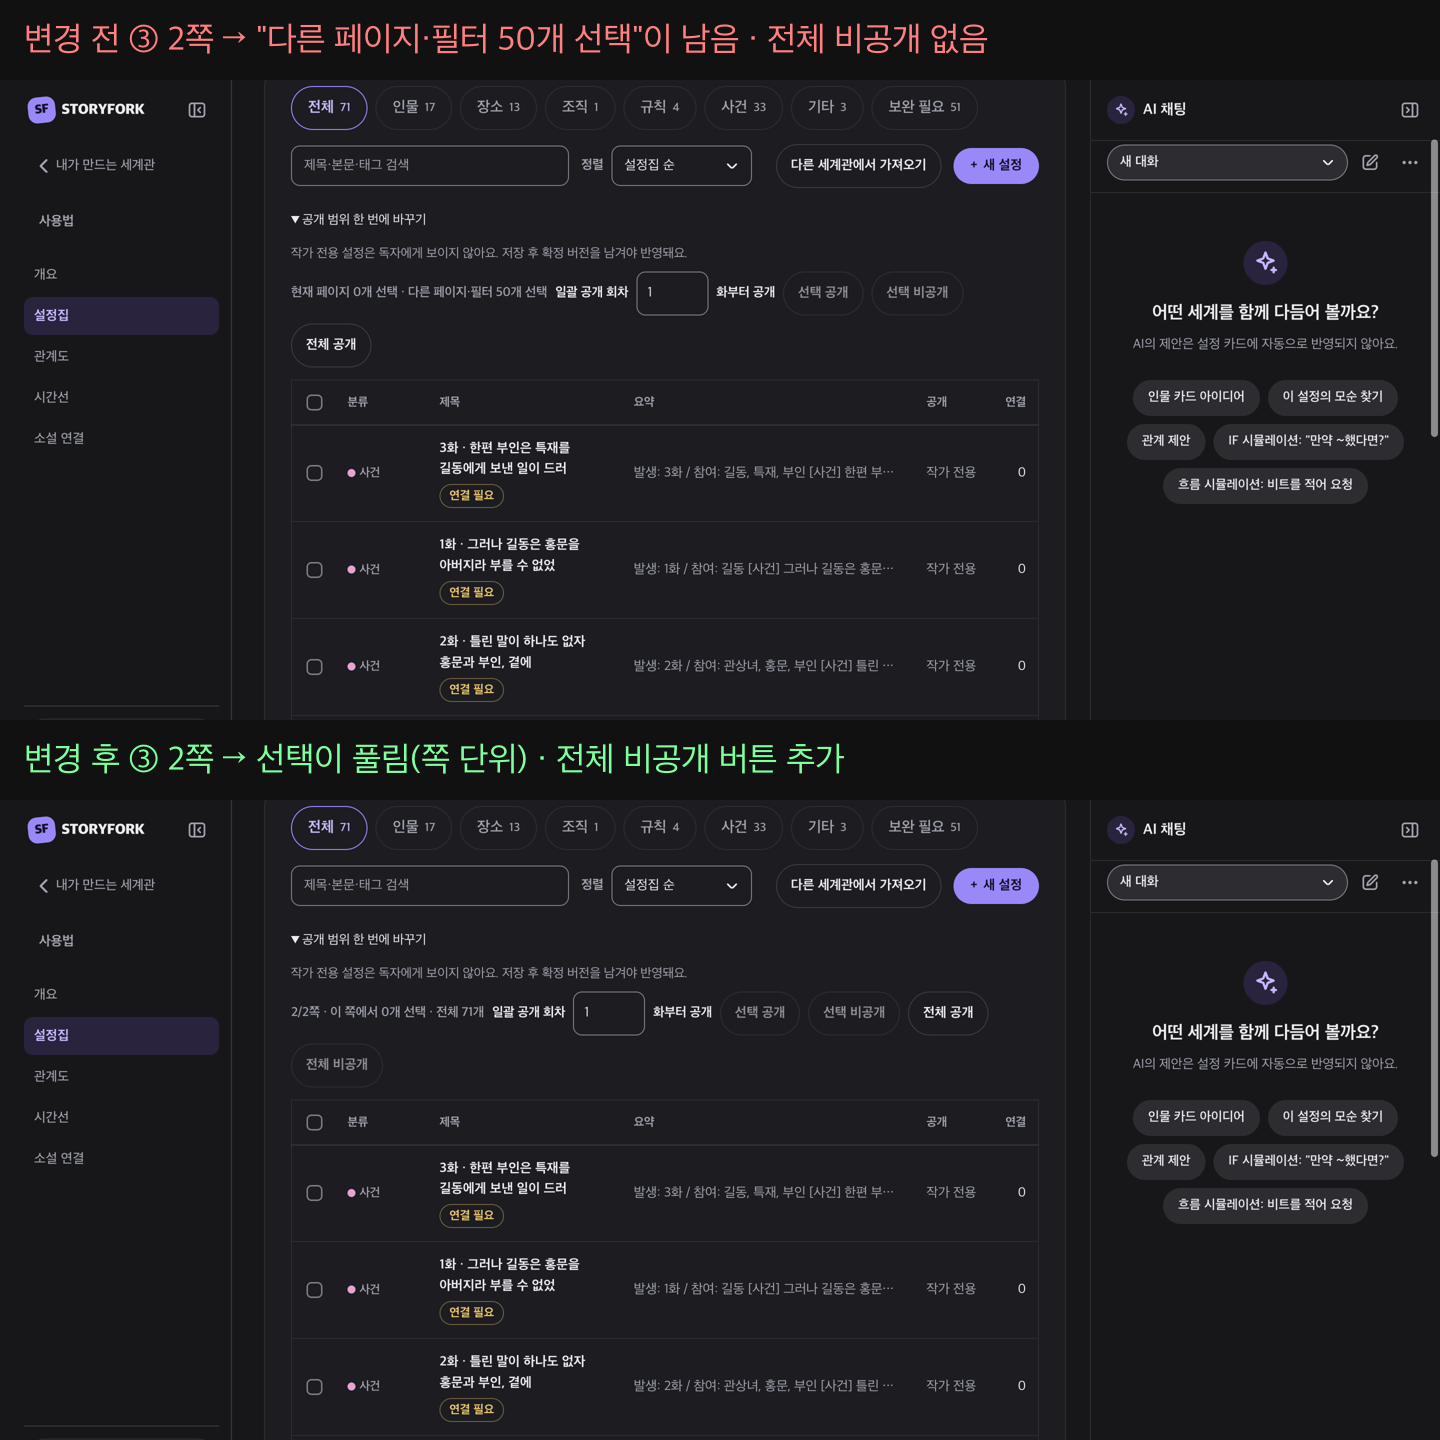 변경 전 ③ 2쪽 → "다른 페이지·필터 50개 선택"이 남음 · 전체 비공개 없음
SF STORYFORK
내가 만드는 세계관
사용법
개요
설정집
관계도
시간선
소설 연결
전체 71 인물 17 장소 13 조직 1 규칙 4 사건 33 기타 3 보완 필요 51
제목·본문·태그 검색 정렬 설정집 순 다른 세계관에서 가져오기 + 새 설정
▼공개 범위 한 번에 바꾸기
작가 전용 설정은 독자에게 보이지 않아요. 저장 후 확정 버전을 남겨야 반영돼요.
현재 페이지 0개 선택 · 다른 페이지·필터 50개 선택 일괄 공개 회차 1 화부터 공개 선택 공개 선택 비공개
전체 공개
분류 제목 요약 공개 연결
3화 · 한편 부인은 특재를
길동에게 보낸 일이 드러
연결 필요
사건 발생: 3화 / 참여: 길동, 특재, 부인 [사건] 한편 부… 작가 전용 0
1화 · 그러나 길동은 홍문을
아버지라 부를 수 없었
연결 필요
사건 발생: 1화 / 참여: 길동 [사건] 그러나 길동은 홍문… 작가 전용 0
2화 · 틀린 말이 하나도 없자
홍문과 부인, 곁에
연결 필요
사건 발생: 2화 / 참여: 관상녀, 홍문, 부인 [사건] 틀린 … 작가 전용 0
AI 채팅
새 대화
어떤 세계를 함께 다듬어 볼까요?
AI의 제안은 설정 카드에 자동으로 반영되지 않아요.
인물 카드 아이디어 이 설정의 모순 찾기
관계 제안 IF 시뮬레이션: "만약 ~했다면?"
흐름 시뮬레이션: 비트를 적어 요청
변경 후 ③ 2쪽 → 선택이 풀림(쪽 단위) · 전체 비공개 버튼 추가
SF STORYFORK
내가 만드는 세계관
사용법
개요
설정집
관계도
시간선
소설 연결
전체 71 인물 17 장소 13 조직 1 규칙 4 사건 33 기타 3 보완 필요 51
제목·본문·태그 검색 정렬 설정집 순 다른 세계관에서 가져오기 + 새 설정
▼공개 범위 한 번에 바꾸기
작가 전용 설정은 독자에게 보이지 않아요. 저장 후 확정 버전을 남겨야 반영돼요.
2/2쪽 · 이 쪽에서 0개 선택 · 전체 71개 일괄 공개 회차 1 화부터 공개 선택 공개 선택 비공개 전체 공개
전체 비공개
분류 제목 요약 공개 연결
3화 · 한편 부인은 특재를
길동에게 보낸 일이 드러
연결 필요
사건 발생: 3화 / 참여: 길동, 특재, 부인 [사건] 한편 부… 작가 전용 0
1화 · 그러나 길동은 홍문을
아버지라 부를 수 없었
연결 필요
사건 발생: 1화 / 참여: 길동 [사건] 그러나 길동은 홍문… 작가 전용 0
2화 · 틀린 말이 하나도 없자
홍문과 부인, 곁에
연결 필요
사건 발생: 2화 / 참여: 관상녀, 홍문, 부인 [사건] 틀린 … 작가 전용 0
AI 채팅
새 대화
어떤 세계를 함께 다듬어 볼까요?
AI의 제안은 설정 카드에 자동으로 반영되지 않아요.
인물 카드 아이디어 이 설정의 모순 찾기
관계 제안 IF 시뮬레이션: "만약 ~했다면?"
흐름 시뮬레이션: 비트를 적어 요청